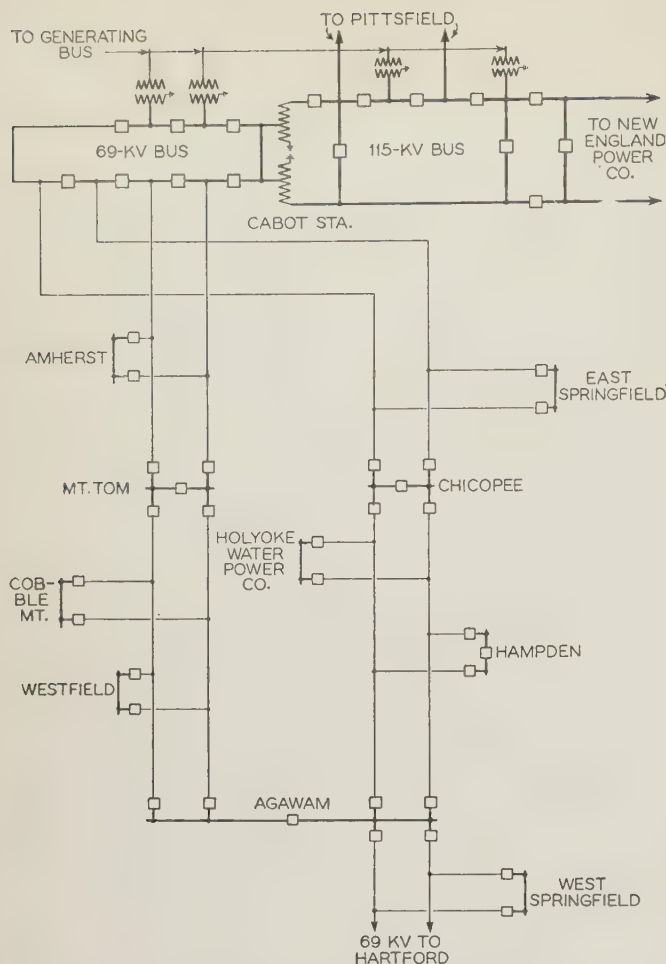 TO PITTSFIELD
TO GENERATING
BUS
69-KV BUS
115-KV BUS
TO NEW
ENGLAND
POWER
CO.
CABOT STA.
AMHERST
EAST
SPRINGFIELD
MT. TOM
CHICOPEE
HOLYOKE
WATER
POWER
CO.
COB-
BLE
MT.
HAMPDEN
WESTFIELD
AGAWAM
WEST
SPRINGFIELD
69 KV TO
HARTFORD